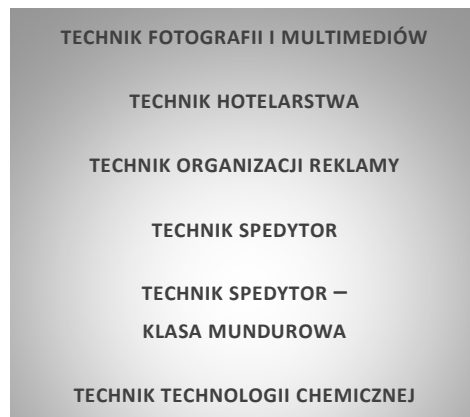 TECHNIK FOTOGRAFII I MULTIMEDIÓW
TECHNIK HOTELARSTWA
TECHNIK ORGANIZACJI REKLAMY
TECHNIK SPEDYTOR
TECHNIK SPEDYTOR –
KLASA MUNDUROWA
TECHNIK TECHNOLOGII CHEMICZNEJ